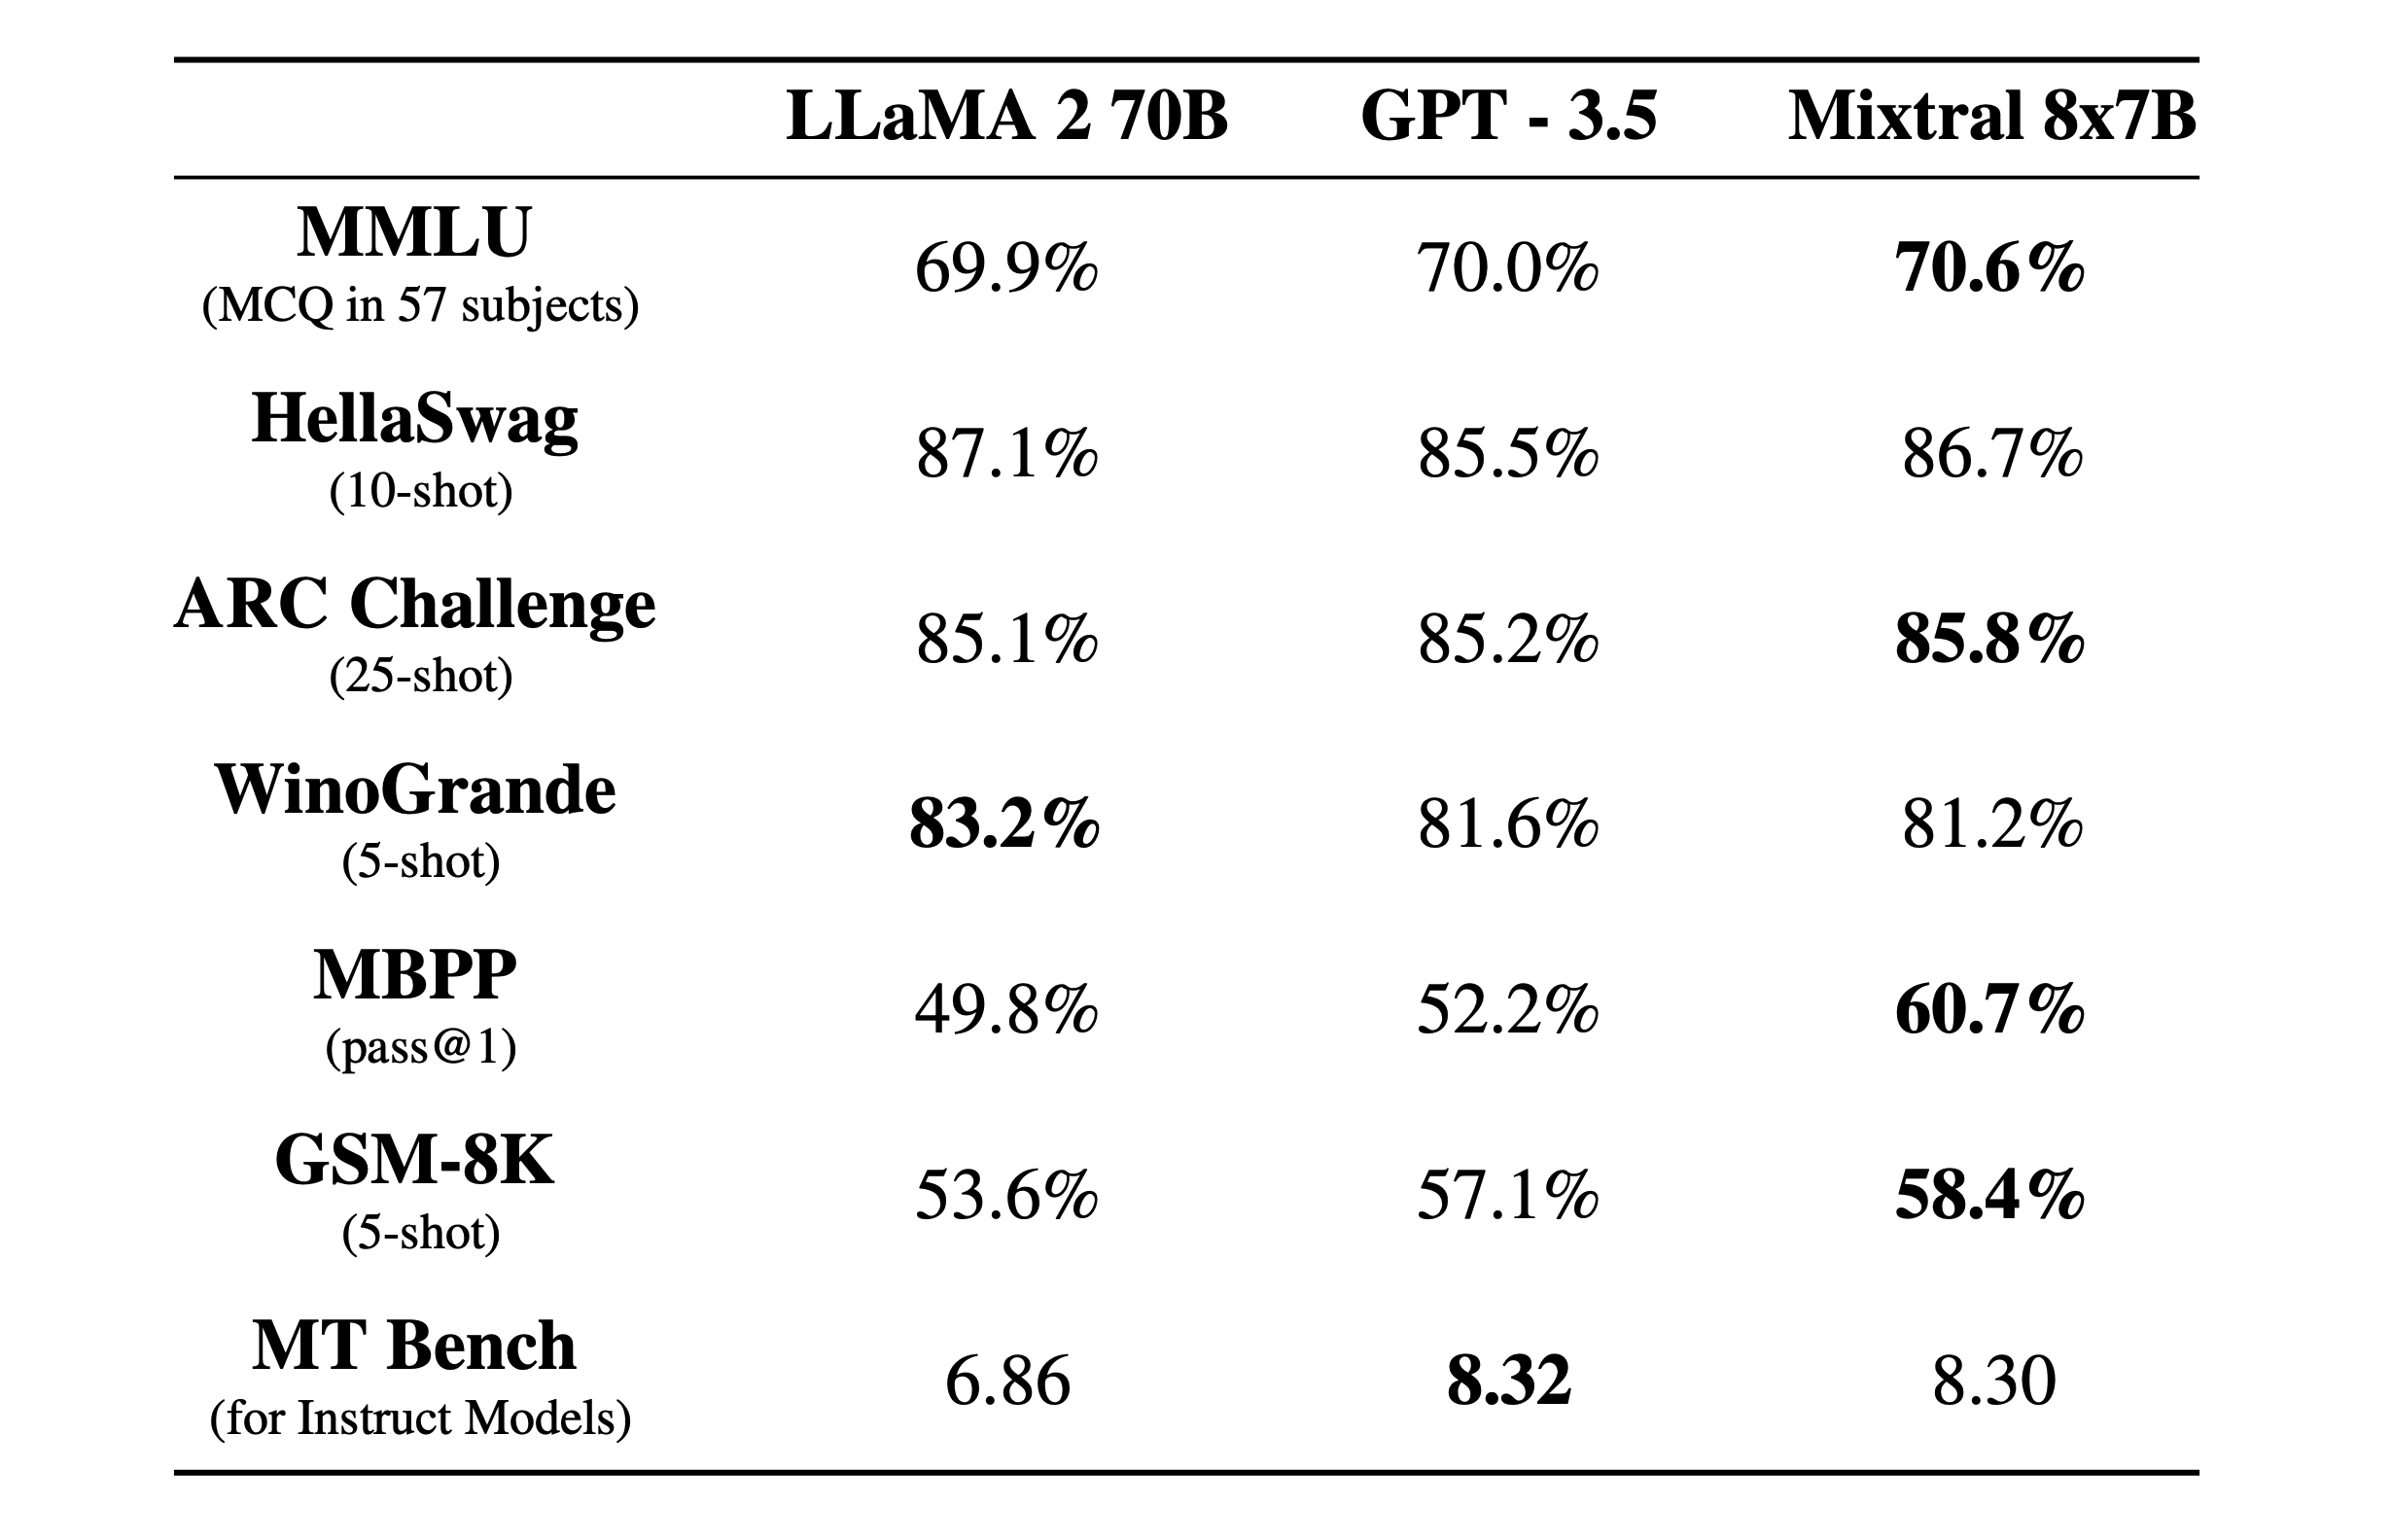 LLaMA 2 70B GPT - 3.5 Mixtral 8x7B
MMLU
(MCQ in 57 subjects)
69.9% 70.0% 70.6%
HellaSwag
(10-shot)
87.1% 85.5% 86.7%
ARC Challenge
(25-shot)
85.1% 85.2% 85.8%
WinoGrande
(5-shot)
83.2% 81.6% 81.2%
MBPP
(pass@1)
49.8% 52.2% 60.7%
GSM-8K
(5-shot)
53.6% 57.1% 58.4%
MT Bench
(for Instruct Models)
6.86 8.32 8.30